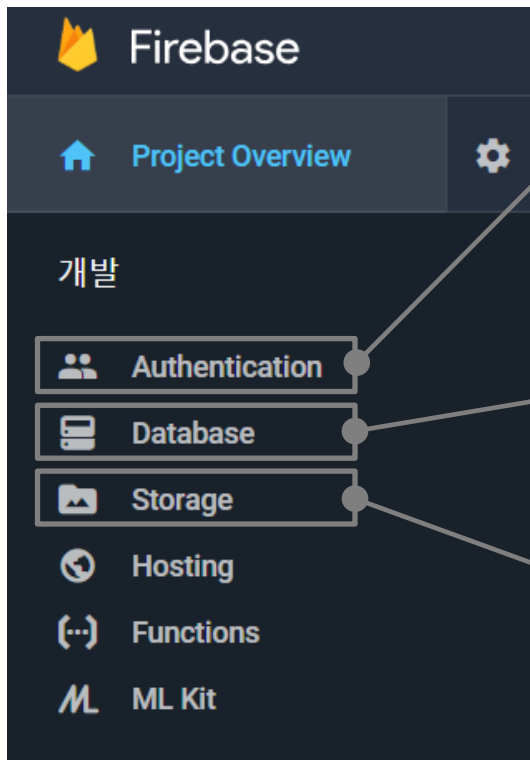 Firebase
Project Overview
개발
Authentication
Database
Storage
Hosting
Functions
ML Kit